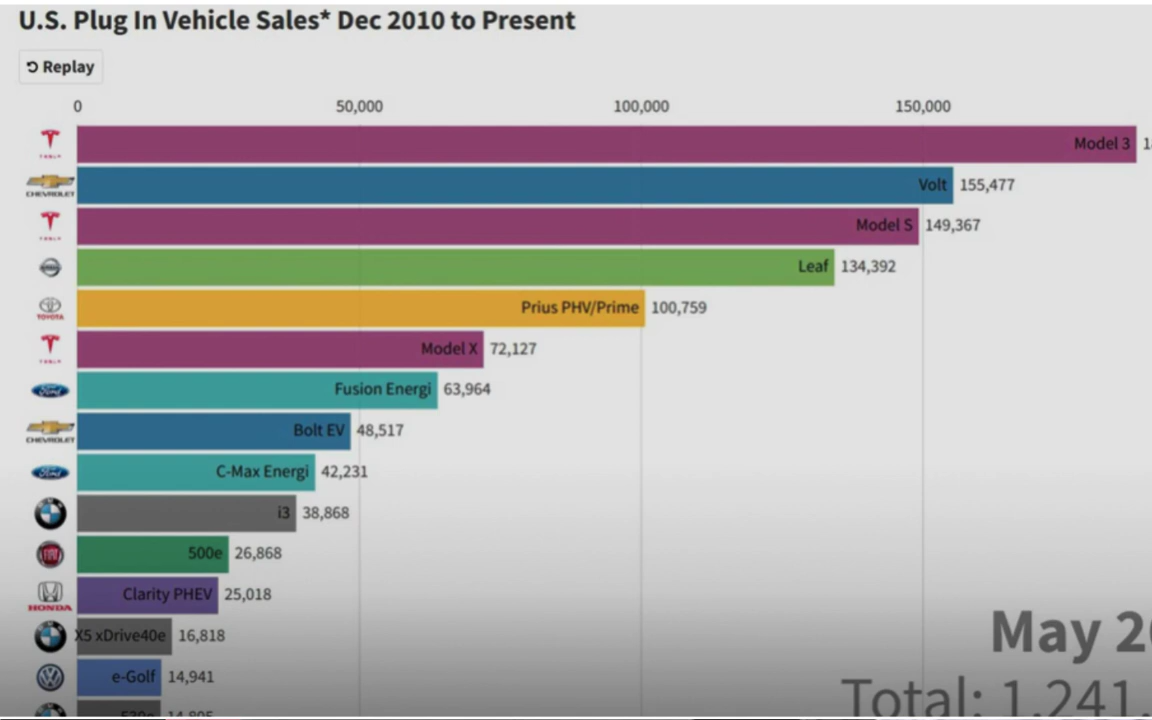 U.S. Plug In Vehicle Sales* Dec 2010 to Present
Replay
0 50,000 100,000 150,000
TESLA Model 3
CHEVROLET Volt 155,477
TESLA Model S 149,367
Leaf 134,392
TOYOTA Prius PHV/Prime 100,759
TESLA Model X 72,127
Ford Fusion Energi 63,964
CHEVROLET Bolt EV 48,517
Ford C-Max Energi 42,231
i3 38,868
FIAT 500e 26,868
HONDA Clarity PHEV 25,018
X5 xDrive40e 16,818
e-Golf 14,941
May
Total: 1,241,